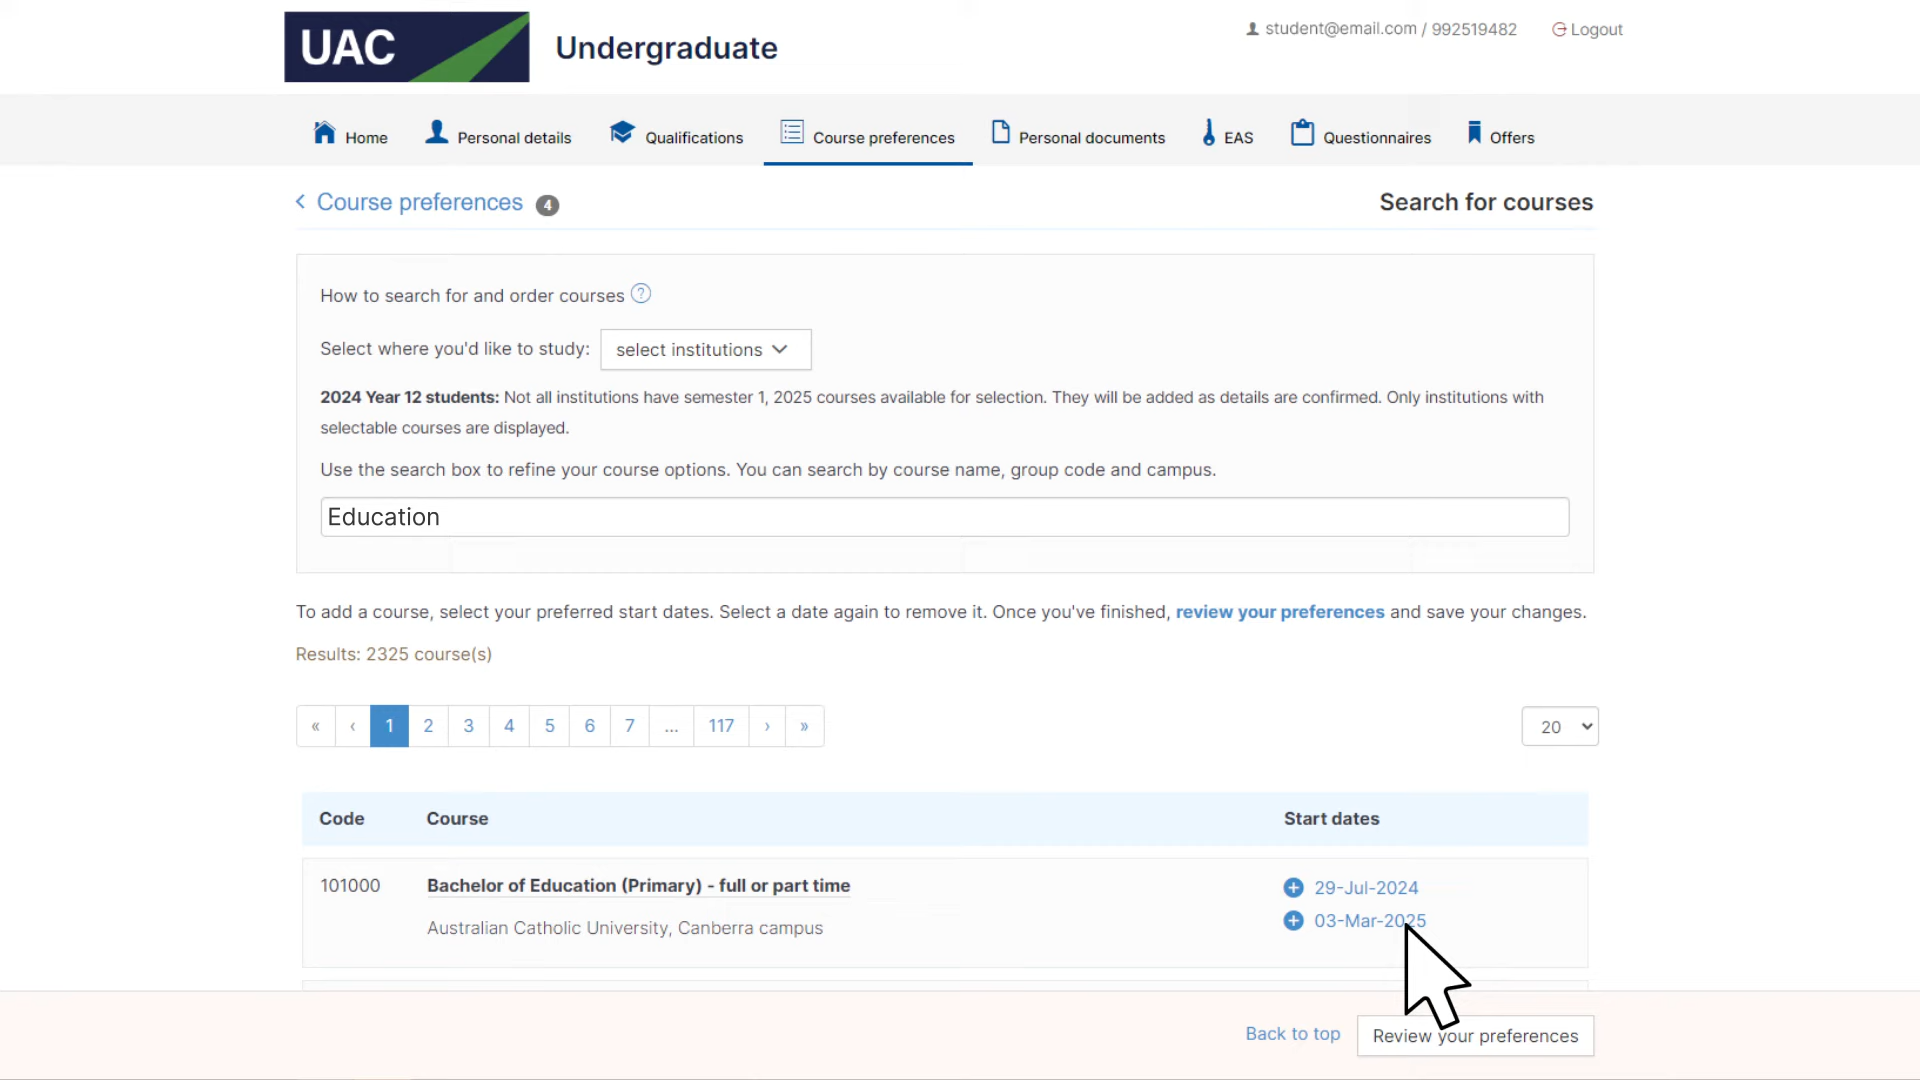 UAC
Undergraduate
student@email.com / 992519482
Logout
Home
Personal details
Qualifications
Course preferences
Personal documents
EAS
Questionnaires
Offers
‹ Course preferences 4
Search for courses
How to search for and order courses ?
Select where you'd like to study: select institutions
2024 Year 12 students: Not all institutions have semester 1, 2025 courses available for selection. They will be added as details are confirmed. Only institutions with
selectable courses are displayed.
Use the search box to refine your course options. You can search by course name, group code and campus.
Education
To add a course, select your preferred start dates. Select a date again to remove it. Once you've finished, review your preferences and save your changes.
Results: 2325 course(s)
« ‹ 1 2 3 4 5 6 7 ... 117 › »
20
Code Course Start dates
101000 Bachelor of Education (Primary) - full or part time 29-Jul-2024
Australian Catholic University, Canberra campus 03-Mar-2025
Back to top
Review your preferences